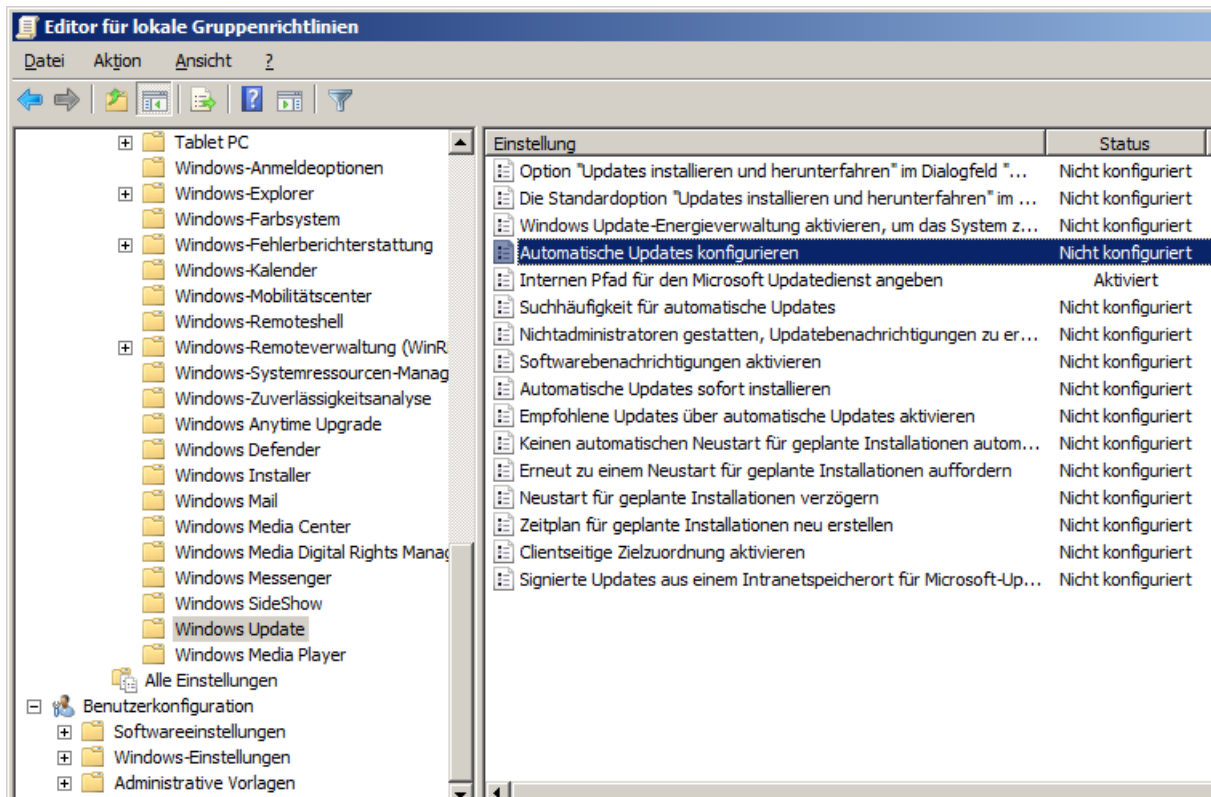 Editor für lokale Gruppenrichtlinien
Datei Aktion Ansicht ?
Tablet PC
Windows-Anmeldeoptionen
Windows-Explorer
Windows-Farbsystem
Windows-Fehlerberichterstattung
Windows-Kalender
Windows-Mobilitätscenter
Windows-Remoteshell
Windows-Remoteverwaltung (WinR
Windows-Systemressourcen-Manag
Windows-Zuverlässigkeitsanalyse
Windows Anytime Upgrade
Windows Defender
Windows Installer
Windows Mail
Windows Media Center
Windows Media Digital Rights Manag
Windows Messenger
Windows SideShow
Windows Update
Windows Media Player
Alle Einstellungen
Benutzerkonfiguration
Softwareeinstellungen
Windows-Einstellungen
Administrative Vorlagen
Einstellung Status
Option "Updates installieren und herunterfahren" im Dialogfeld "... Nicht konfiguriert
Die Standardoption "Updates installieren und herunterfahren" im ... Nicht konfiguriert
Windows Update-Energieverwaltung aktivieren, um das System z... Nicht konfiguriert
Automatische Updates konfigurieren Nicht konfiguriert
Internen Pfad für den Microsoft Updatedienst angeben Aktiviert
Suchhäufigkeit für automatische Updates Nicht konfiguriert
Nichtadministratoren gestatten, Updatebenachrichtigungen zu er... Nicht konfiguriert
Softwarebenachrichtigungen aktivieren Nicht konfiguriert
Automatische Updates sofort installieren Nicht konfiguriert
Empfohlene Updates über automatische Updates aktivieren Nicht konfiguriert
Keinen automatischen Neustart für geplante Installationen autom... Nicht konfiguriert
Erneut zu einem Neustart für geplante Installationen auffordern Nicht konfiguriert
Neustart für geplante Installationen verzögern Nicht konfiguriert
Zeitplan für geplante Installationen neu erstellen Nicht konfiguriert
Clientseitige Zielzuordnung aktivieren Nicht konfiguriert
Signierte Updates aus einem Intranetspeicherort für Microsoft-Up... Nicht konfiguriert